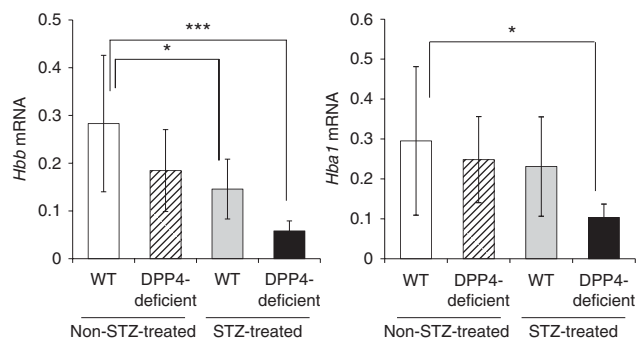 ***
*
0.5
0.4
0.3
0.2
0.1
0
Hbb mRNA
WT DPP4-deficient WT DPP4-deficient
Non-STZ-treated STZ-treated
*
0.6
0.5
0.4
0.3
0.2
0.1
0
Hba1 mRNA
WT DPP4-deficient WT DPP4-deficient
Non-STZ-treated STZ-treated